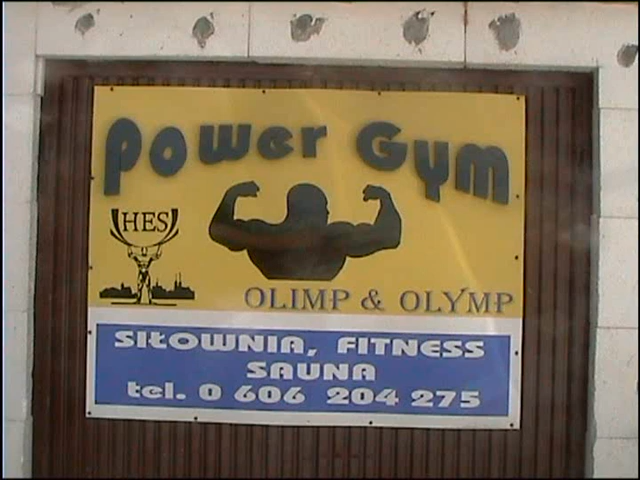 Power Gym
HES
OLIMP & OLYMP
SIŁOWNIA, FITNESS
SAUNA
tel. 0 606 204 275